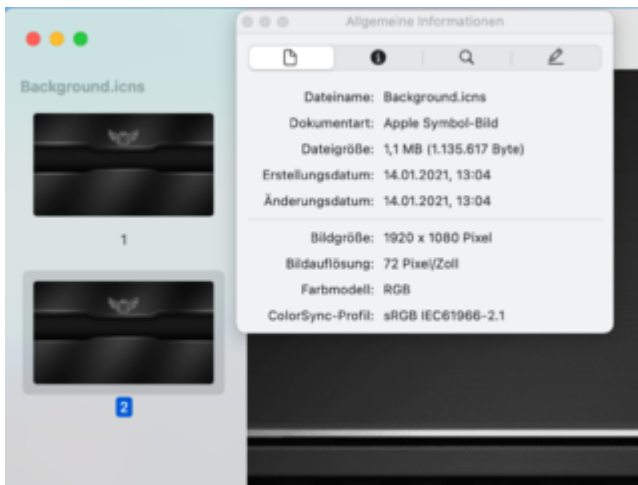 Allgemeine Informationen
Background.icns
Dateiname: Background.icns
Dokumentart: Apple Symbol-Bild
Dateigröße: 1,1 MB (1.135.617 Byte)
Erstellungsdatum: 14.01.2021, 13:04
Änderungsdatum: 14.01.2021, 13:04
Bildgröße: 1920 x 1080 Pixel
Bildauflösung: 72 Pixel/Zoll
Farbmodell: RGB
ColorSync-Profil: sRGB IEC61966-2.1
1
2